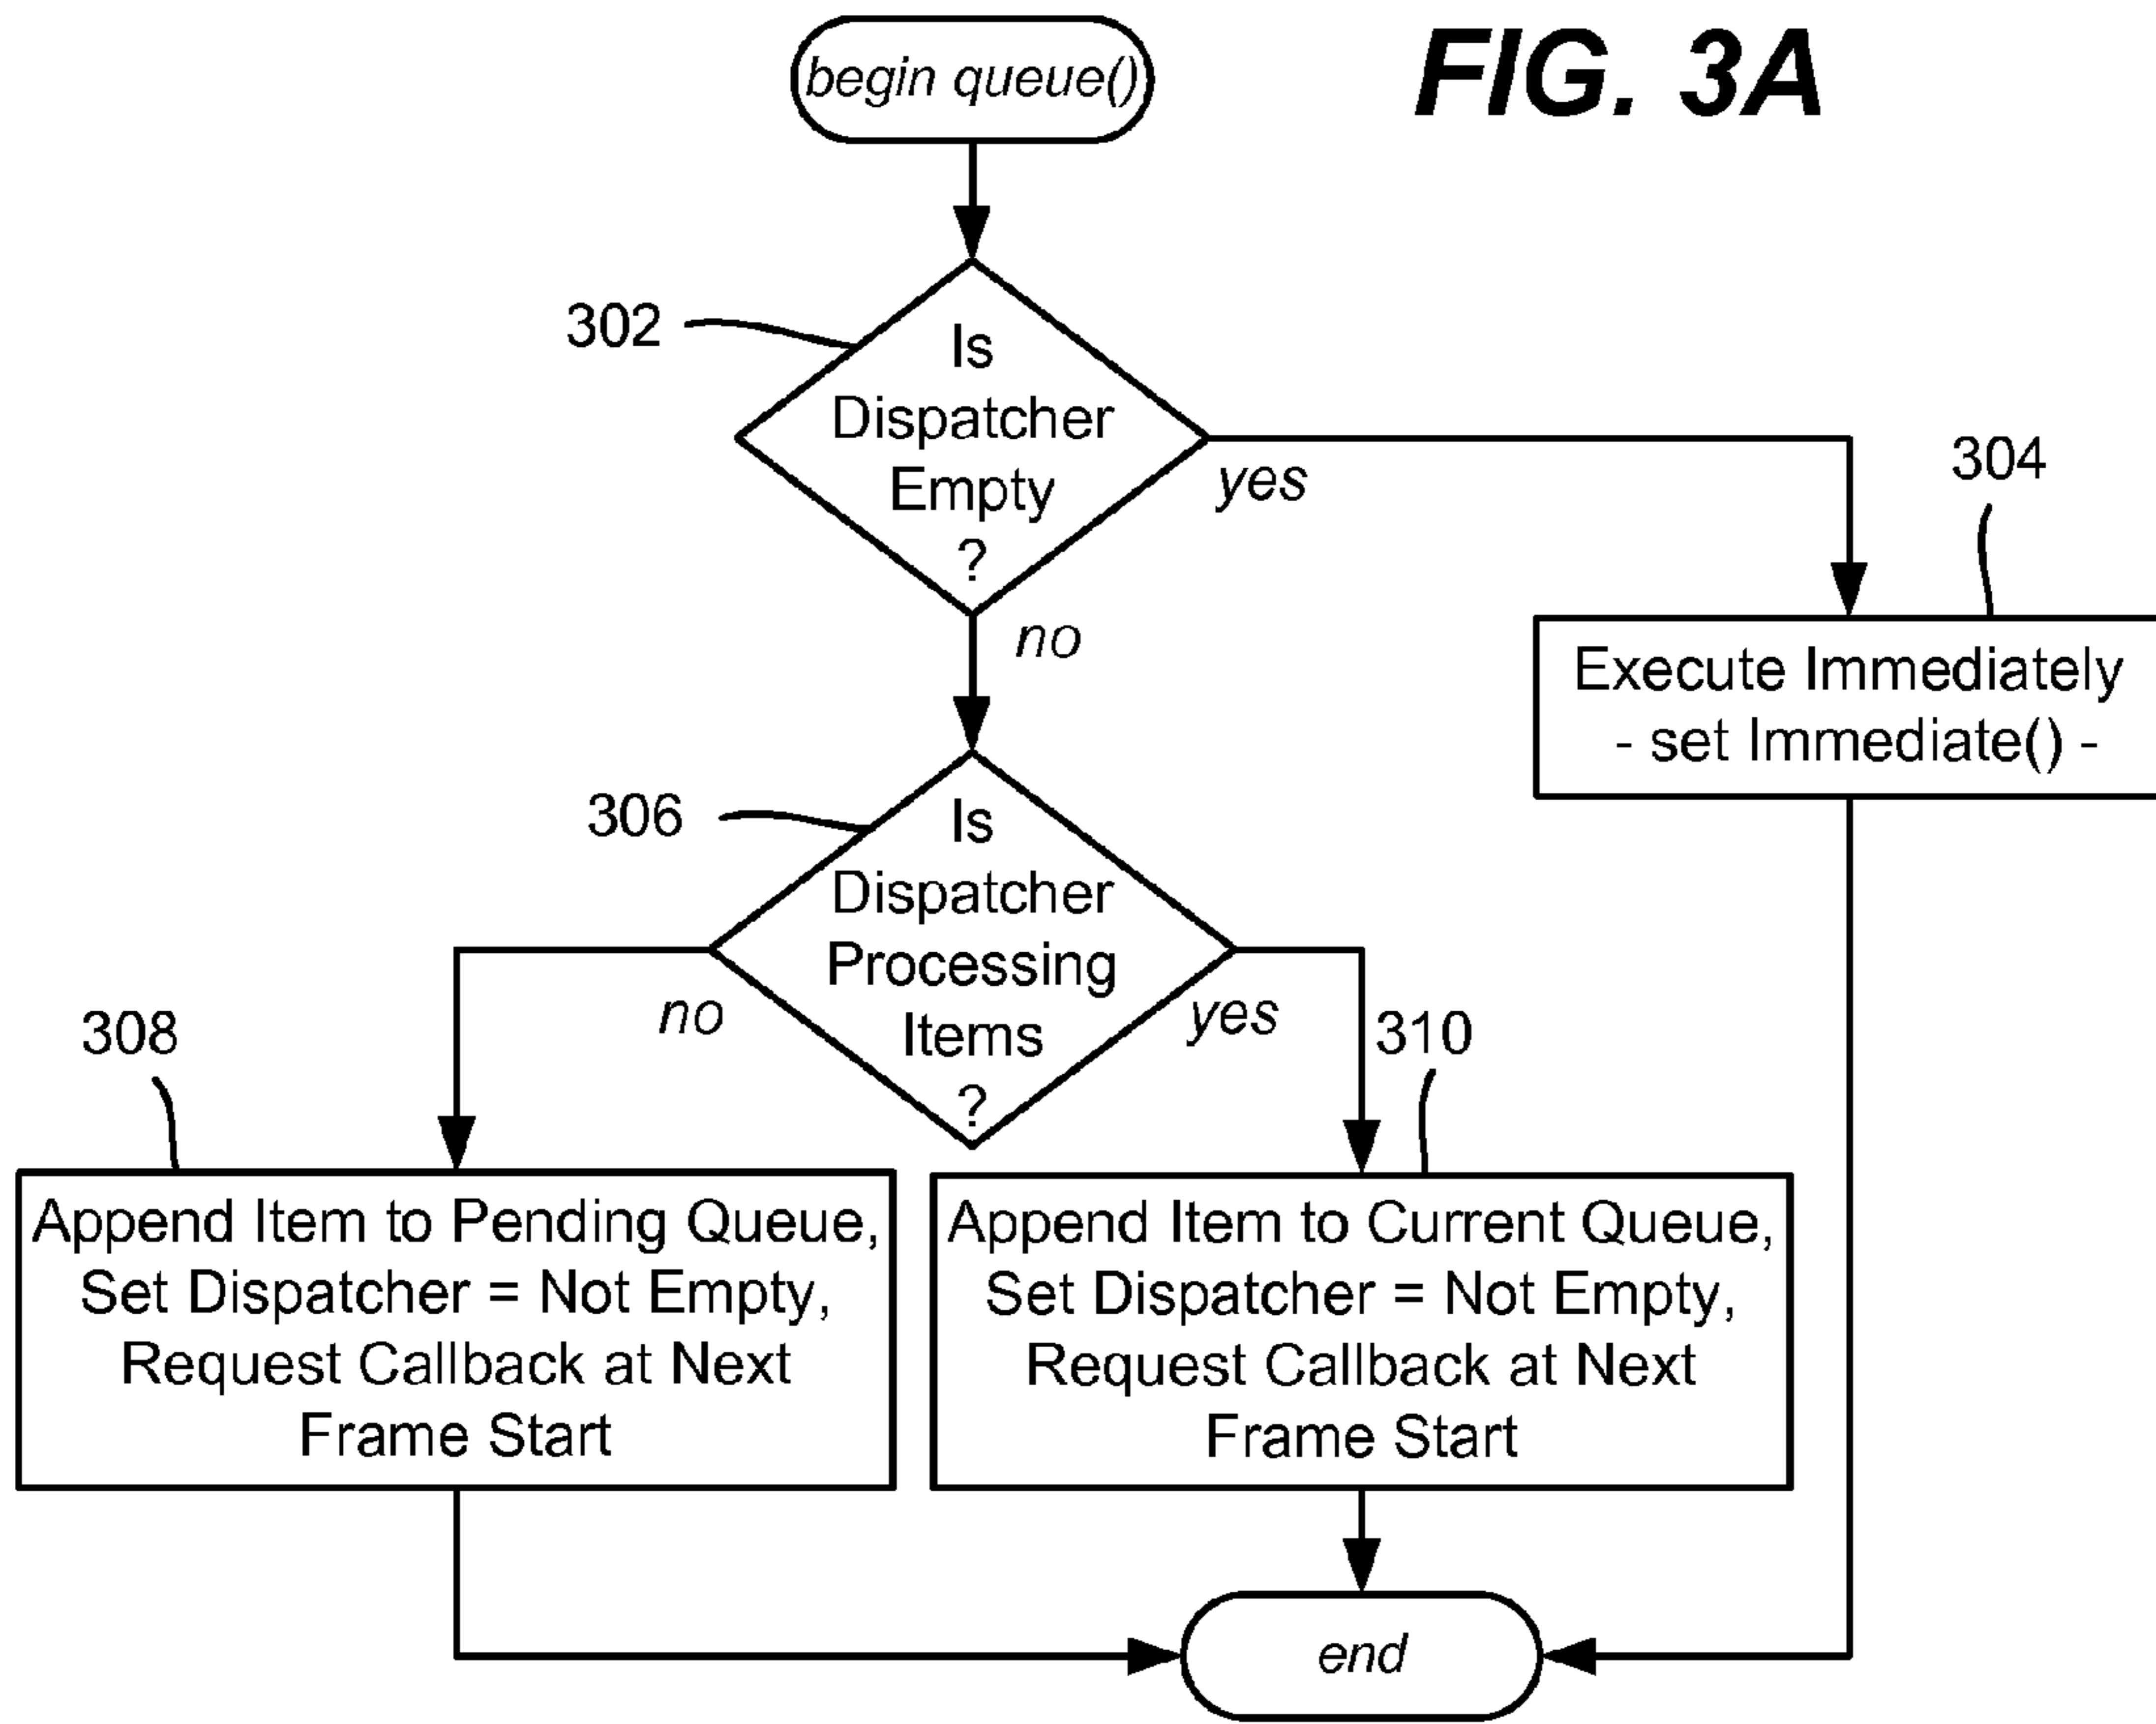 FIG. 3A
begin queue()
302
Is
Dispatcher
Empty
?
yes
no
304
Execute Immediately
- set Immediate() -
306
Is
Dispatcher
Processing
Items
?
no
yes
308
Append Item to Pending Queue,
Set Dispatcher = Not Empty,
Request Callback at Next
Frame Start
310
Append Item to Current Queue,
Set Dispatcher = Not Empty,
Request Callback at Next
Frame Start
end